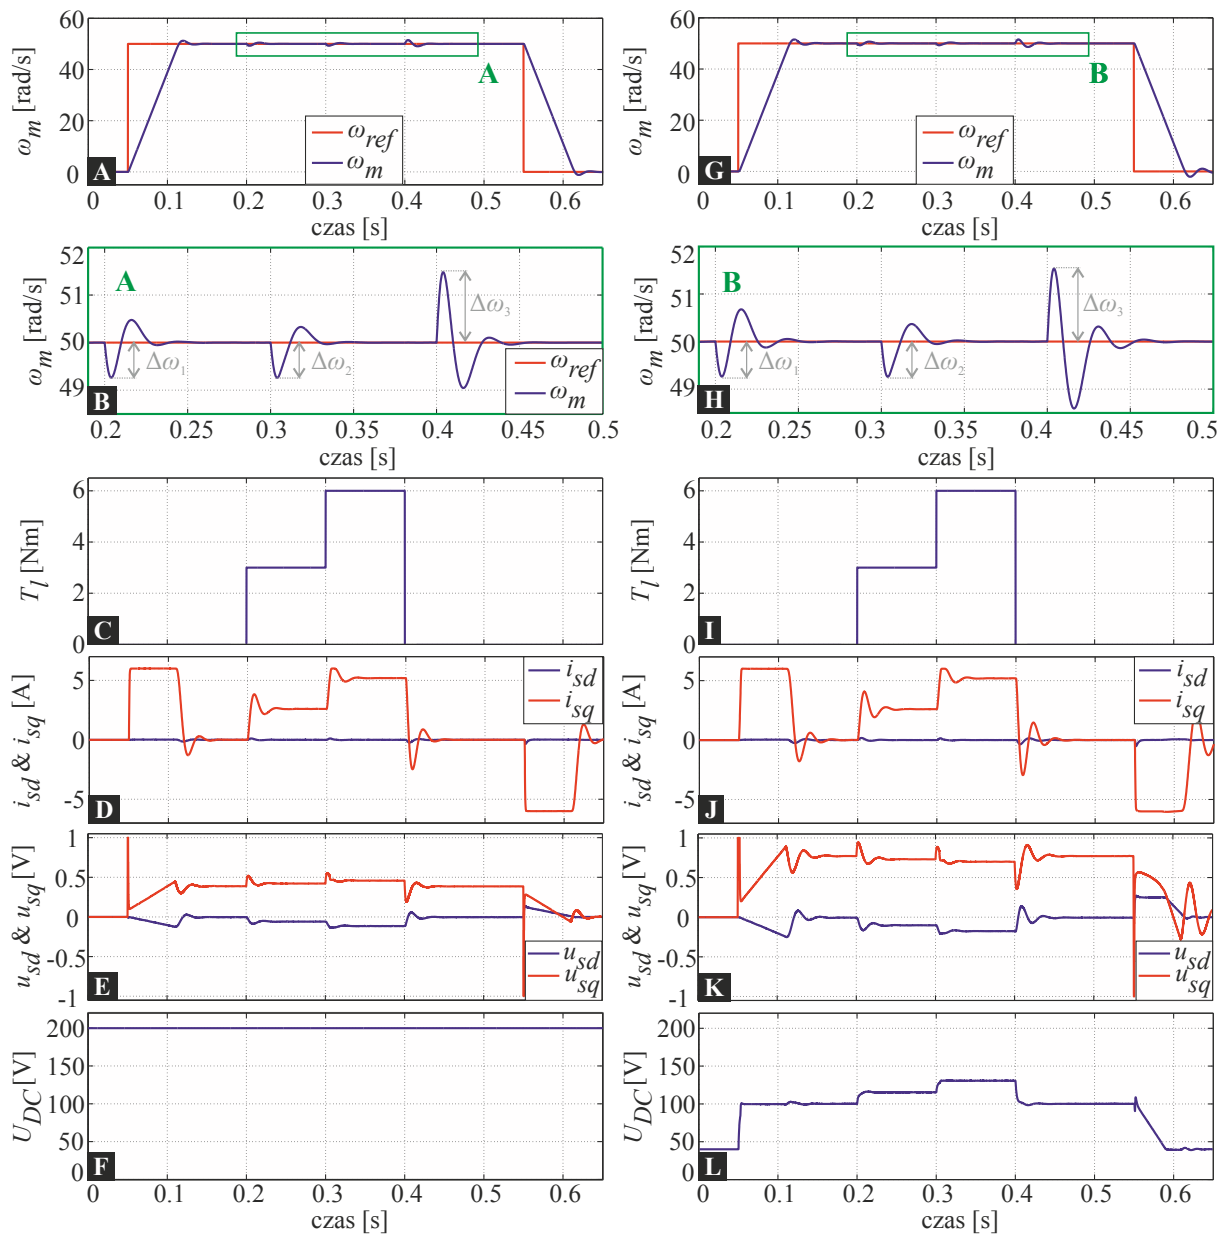 60
40
20
0
ω_m [rad/s]
ω_ref
ω_m
A
A
0 0.1 0.2 0.3 0.4 0.5 0.6
czas [s]
52
51
50
49
ω_m [rad/s]
A
Δω_1
Δω_2
Δω_3
ω_ref
ω_m
B
0.2 0.25 0.3 0.35 0.4 0.45 0.5
czas [s]
6
4
2
0
T_l [Nm]
C
5
0
-5
i_sd & i_sq [A]
i_sd
i_sq
D
1
0.5
0
-0.5
-1
u_sd & u_sq [V]
u_sd
u_sq
E
200
150
100
50
0
U_DC [V]
F
0 0.1 0.2 0.3 0.4 0.5 0.6
czas [s]
60
40
20
0
ω_m [rad/s]
B
ω_ref
ω_m
G
0 0.1 0.2 0.3 0.4 0.5 0.6
czas [s]
52
51
50
49
ω_m [rad/s]
B
Δω_1
Δω_2
Δω_3
H
0.2 0.25 0.3 0.35 0.4 0.45 0.5
czas [s]
6
4
2
0
T_l [Nm]
I
5
0
-5
i_sd & i_sq [A]
i_sd
i_sq
J
1
0.5
0
-0.5
-1
u_sd & u_sq [V]
u_sd
u_sq
K
200
150
100
50
0
U_DC [V]
L
0 0.1 0.2 0.3 0.4 0.5 0.6
czas [s]